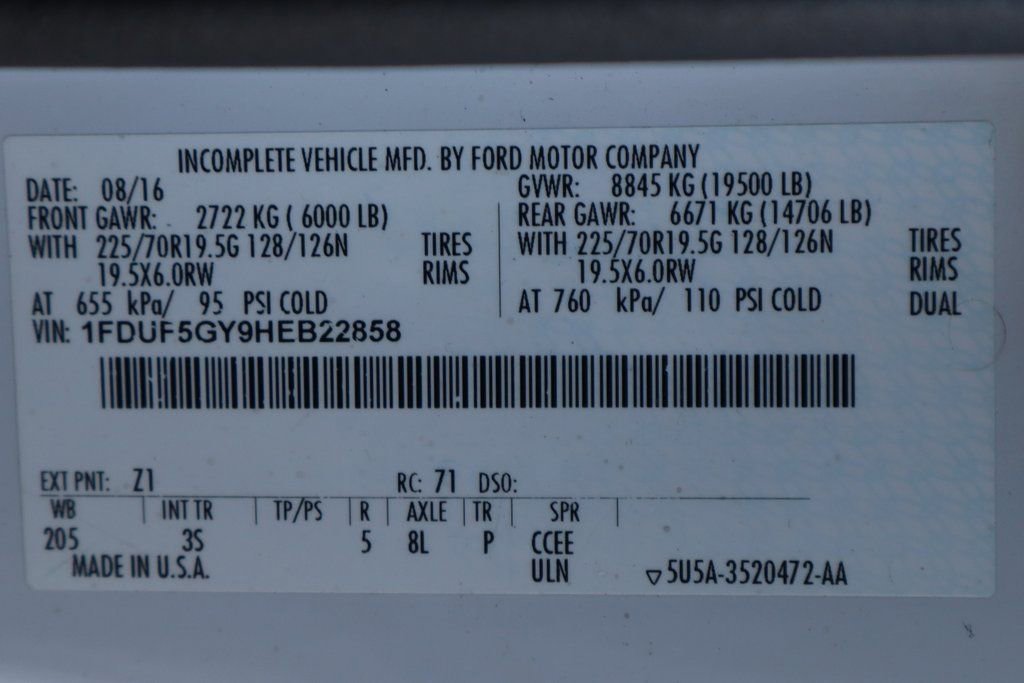 INCOMPLETE VEHICLE MFD. BY FORD MOTOR COMPANY
DATE: 08/16 GVWR: 8845 KG (19500 LB)
FRONT GAWR: 2722 KG ( 6000 LB) REAR GAWR: 6671 KG (14706 LB)
WITH 225/70R19.5G 128/126N TIRES WITH 225/70R19.5G 128/126N TIRES
19.5X6.0RW RIMS 19.5X6.0RW RIMS
AT 655 kPa/ 95 PSI COLD AT 760 kPa/ 110 PSI COLD DUAL
VIN: 1FDUF5GY9HEB22858
EXT PNT: Z1 RC: 71 DSO:
WB INT TR TP/PS R AXLE TR SPR
205 3S 5 8L P CCEE
MADE IN U.S.A. ULN ▽5U5A-3520472-AA